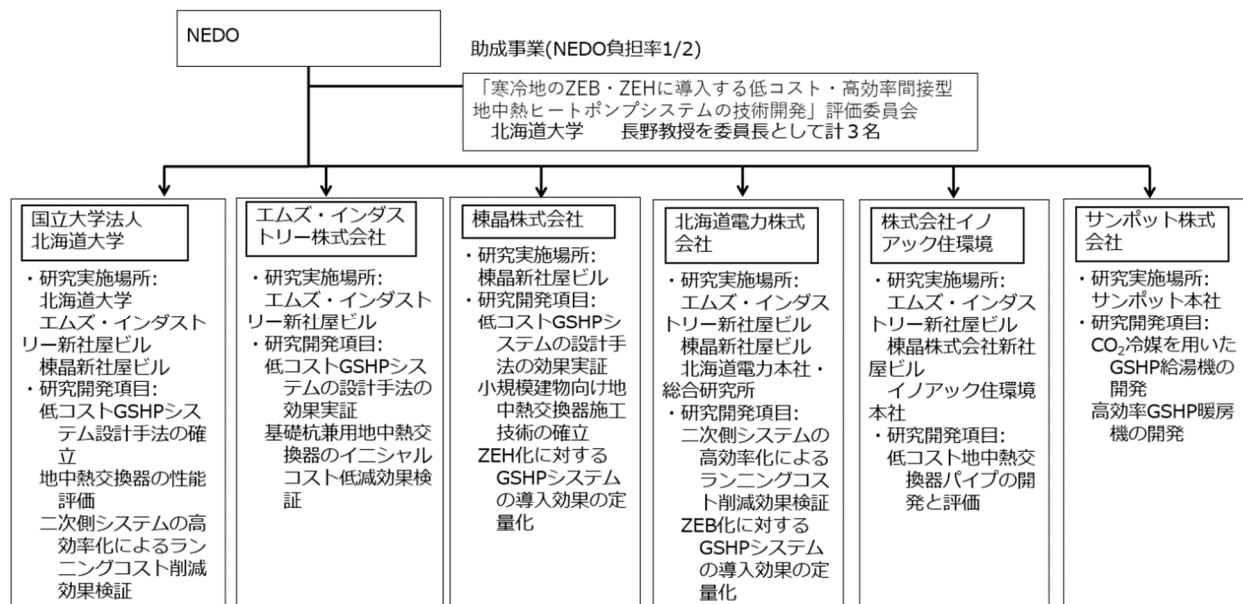 NEDO
助成事業(NEDO負担率1/2)
「寒冷地のZEB・ZEHに導入する低コスト・高効率間接型
地中熱ヒートポンプシステムの技術開発」評価委員会
北海道大学　長野教授を委員長として計３名
国立大学法人
北海道大学
・研究実施場所:
北海道大学
エムズ・インダスト
リー新社屋ビル
棟晶新社屋ビル
・研究開発項目:
低コストGSHPシス
テム設計手法の確
立
地中熱交換器の性能
評価
二次側システムの高
効率化によるラン
ニングコスト削減
効果検証
エムズ・インダス
トリー株式会社
・研究実施場所:
エムズ・インダスト
リー新社屋ビル
・研究開発項目:
低コストGSHPシス
テムの設計手法の
効果実証
基礎杭兼用地中熱交
換器のイニシャル
コスト低減効果検
証
棟晶株式会社
・研究実施場所:
棟晶新社屋ビル
・研究開発項目:
低コストGSHPシ
ステムの設計手
法の効果実証
小規模建物向け地
中熱交換器施工
技術の確立
ZEH化に対する
GSHPシステム
の導入効果の定
量化
北海道電力株式
会社
・研究実施場所:
エムズ・インダス
トリー新社屋ビル
棟晶新社屋ビル
北海道電力本社・
総合研究所
・研究開発項目:
二次側システムの
高効率化による
ランニングコス
ト削減効果検証
ZEB化に対する
GSHPシステム
の導入効果の定
量化
株式会社イノ
アック住環境
・研究実施場所:
エムズ・インダス
トリー新社屋ビル
棟晶株式会社新社
屋ビル
イノアック住環境
本社
・研究開発項目:
低コスト地中熱交
換器パイプの開
発と評価
サンポット株式
会社
・研究実施場所:
サンポット本社
・研究開発項目:
CO₂冷媒を用いた
GSHP給湯機の
開発
高効率GSHP暖房
機の開発